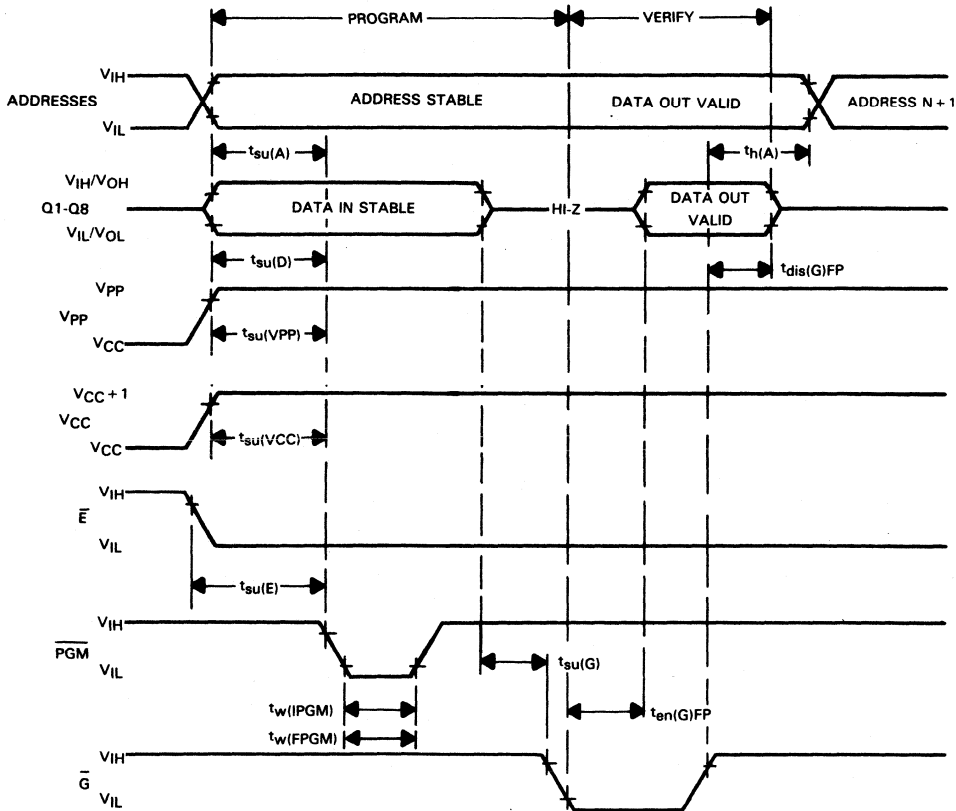 PROGRAM VERIFY
VIH
ADDRESSES ADDRESS STABLE DATA OUT VALID ADDRESS N + 1
VIL
tsu(A) th(A)
VIH/VOH
Q1-Q8 DATA IN STABLE HI-Z DATA OUT VALID
VIL/VOL
tsu(D) tdis(G)FP
VPP
VPP
tsu(VPP)
VCC
VCC + 1
VCC
tsu(VCC)
VCC
VIH
E̅
VIL
tsu(E)
VIH
P̅G̅M̅
VIL
tsu(G)
tw(IPGM) ten(G)FP
tw(FPGM)
VIH
G̅
VIL